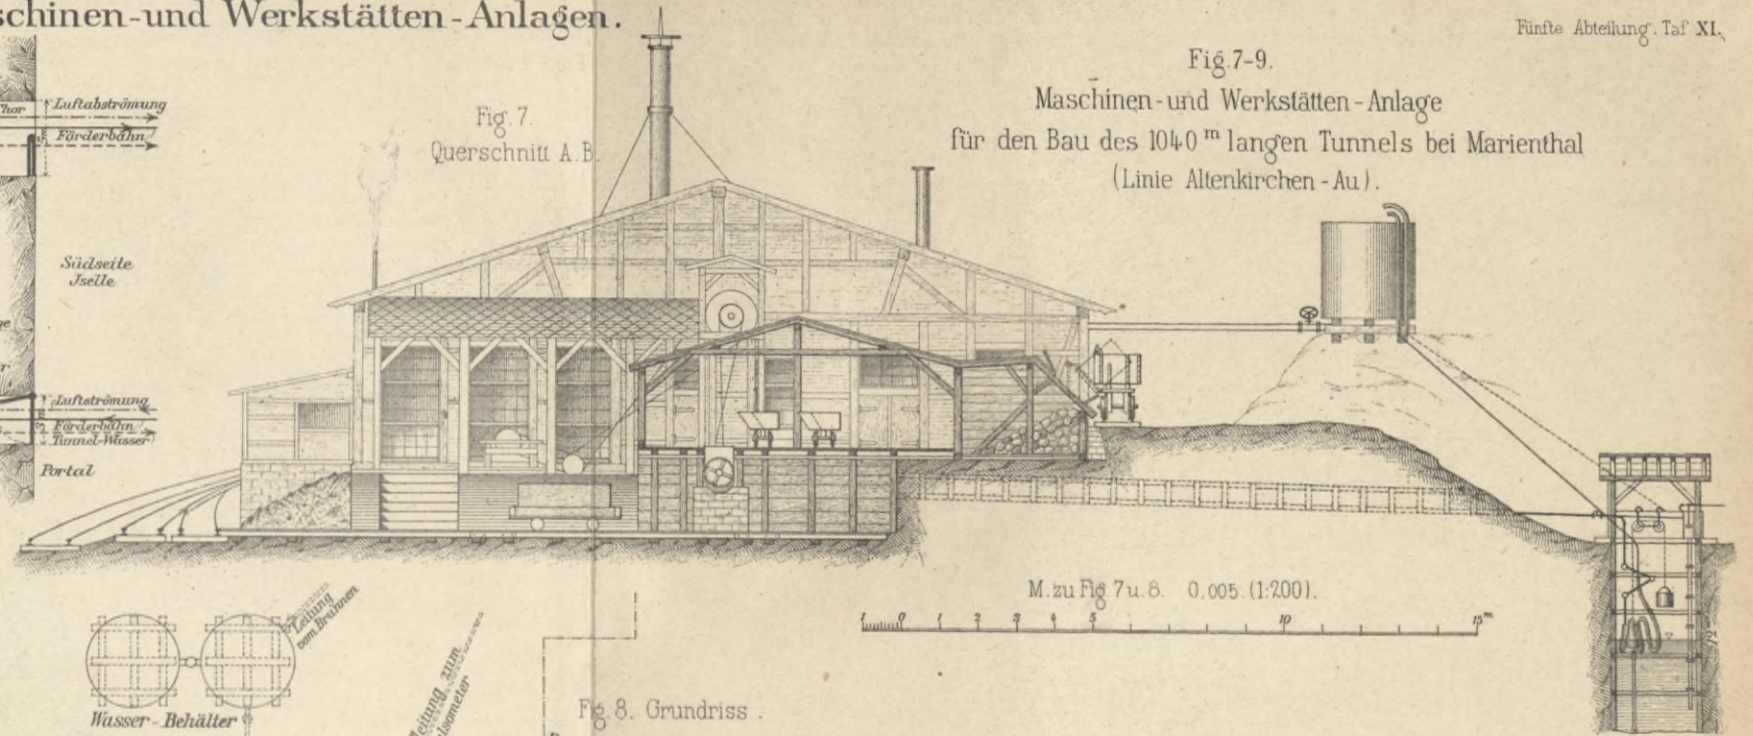 schinen-und Werkstätten-Anlagen.
Fünfte Abteilung. Taf XI.
Fig. 7-9.
Maschinen-und Werkstätten-Anlage
für den Bau des 1040 m langen Tunnels bei Marienthal
(Linie Altenkirchen-Au).
Fig. 7.
Querschnitt A.B.
Thor
Luftabströmung
Förderbahn
Südseite
Jselle
Luftströmung
Förderbahn
Tunnel-Wasser
3m
Portal
M. zu Fig 7 u. 8. 0,005. (1:200).
1 0 1 2 3 4 5 10 15m
Leitung
vom Brunnen
Wasser-Behälter
Leitung zum
Fig. 8. Grundriss.